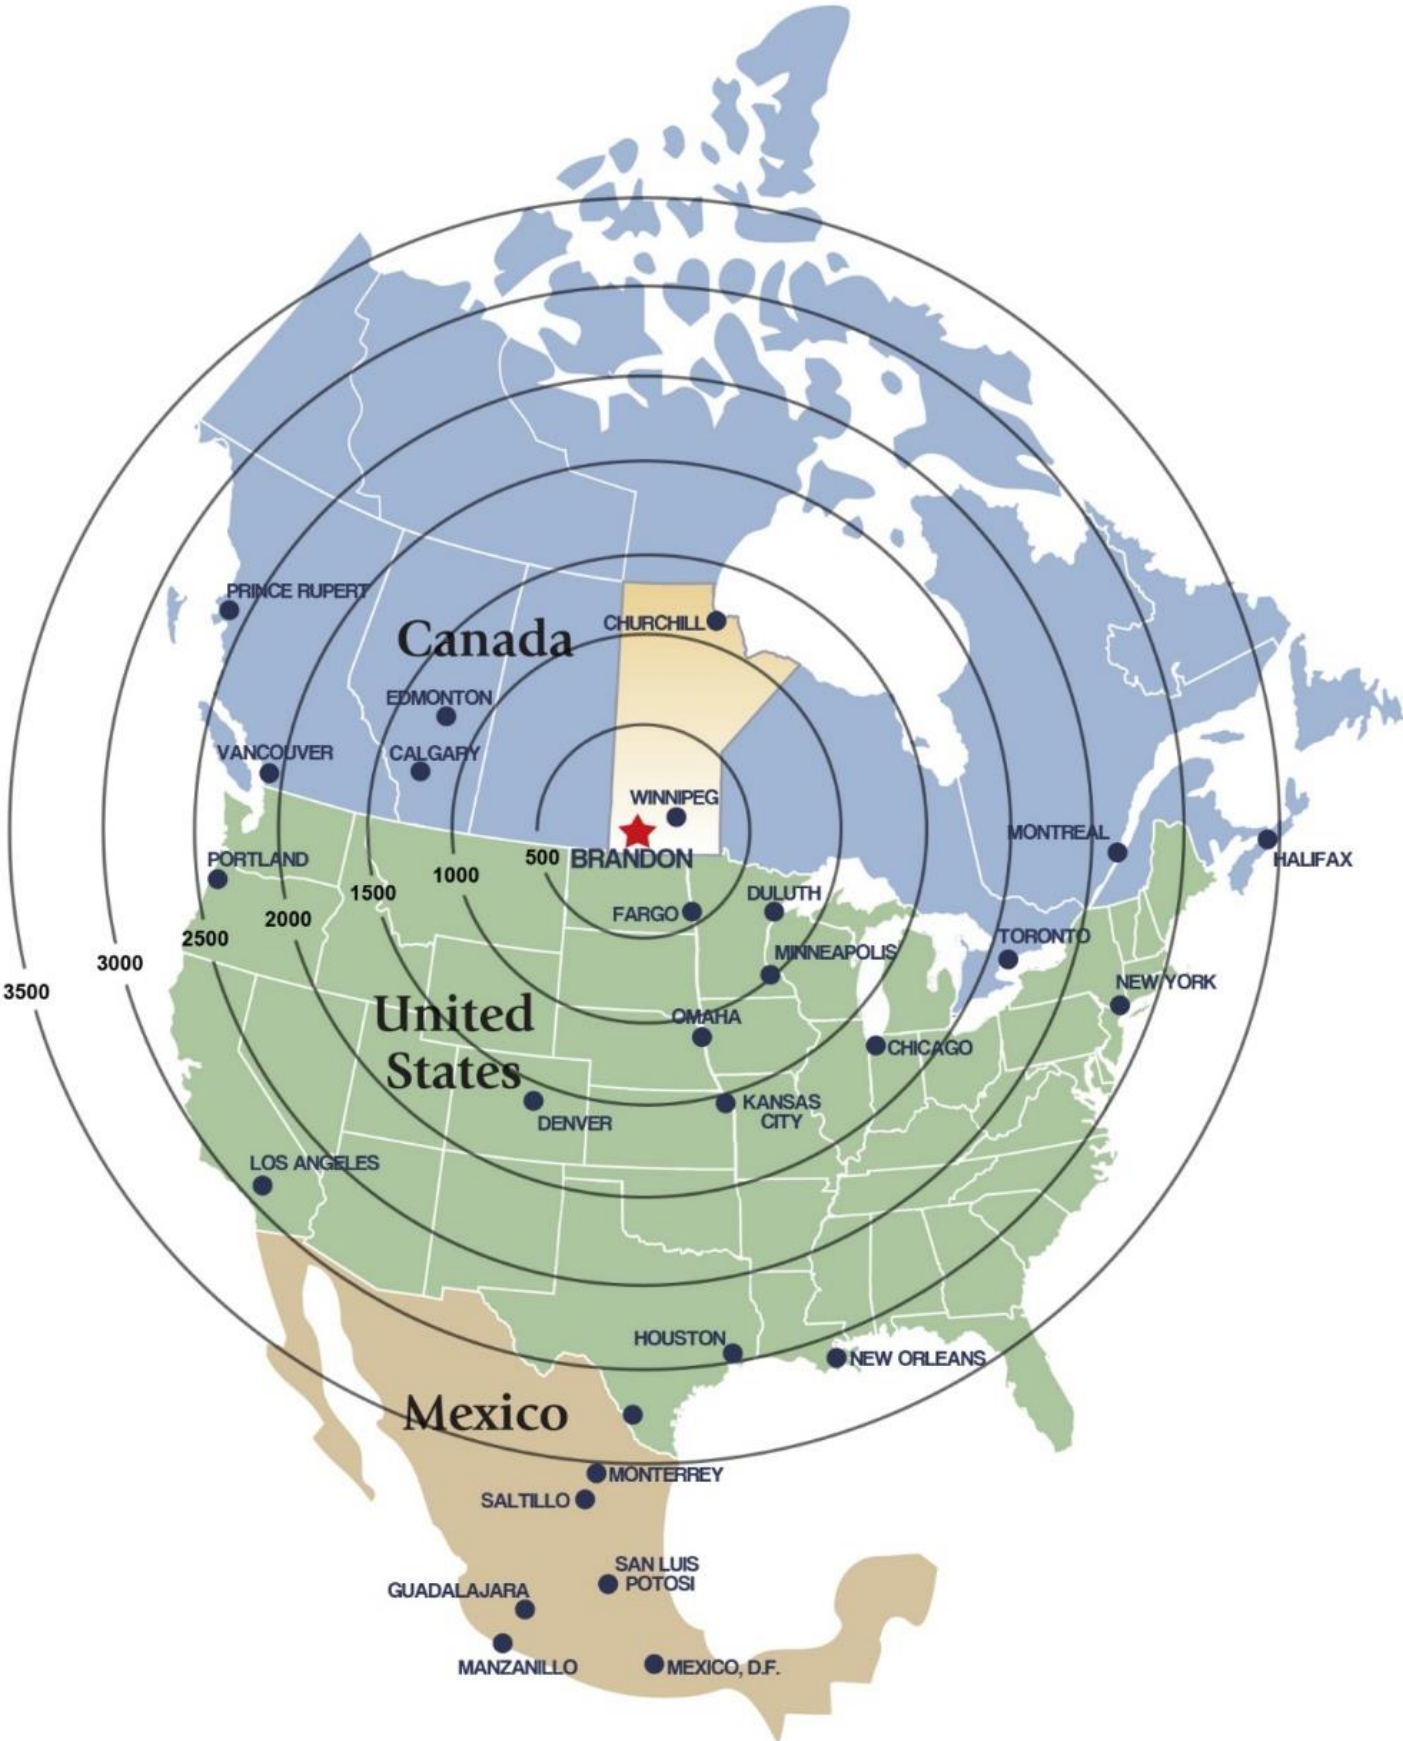 PRINCE RUPERT
CHURCHILL
Canada
EDMONTON
VANCOUVER
CALGARY
WINNIPEG
MONTREAL
BRANDON
500
HALIFAX
PORTLAND
1000
1500
DULUTH
FARGO
2000
2500
TORONTO
MINNEAPOLIS
3000
NEW YORK
3500
United
States
OMAHA
CHICAGO
KANSAS
CITY
DENVER
LOS ANGELES
HOUSTON
NEW ORLEANS
Mexico
MONTERREY
SALTILLO
SAN LUIS
POTOSI
GUADALAJARA
MANZANILLO
MEXICO, D.F.